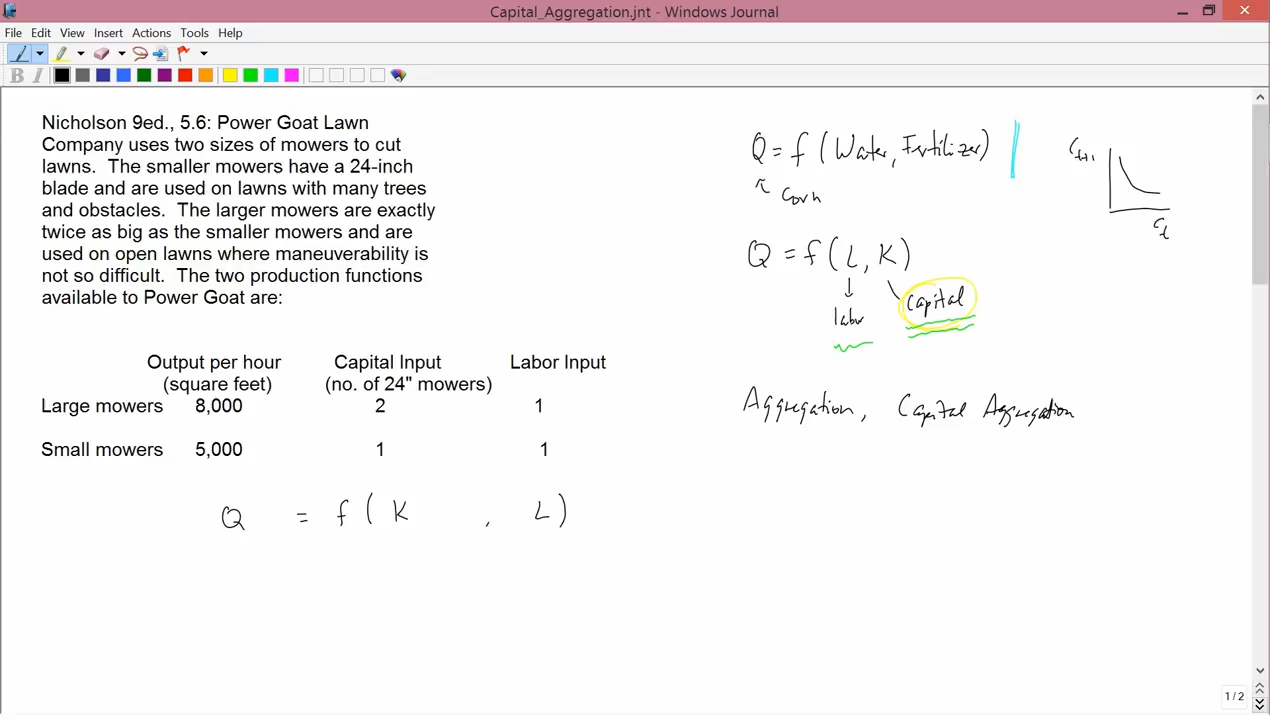 Capital_Aggregation.jnt - Windows Journal
File Edit View Insert Actions Tools Help
B I
Nicholson 9ed., 5.6: Power Goat Lawn
Company uses two sizes of mowers to cut
lawns. The smaller mowers have a 24-inch
blade and are used on lawns with many trees
and obstacles. The larger mowers are exactly
twice as big as the smaller mowers and are
used on open lawns where maneuverability is
not so difficult. The two production functions
available to Power Goat are:
Output per hour Capital Input Labor Input
(square feet) (no. of 24" mowers)
Large mowers 8,000 2 1
Small mowers 5,000 1 1
Q = f ( K , L )
Q = f ( Water, Fertilizer )
Corn
C t+1
C t
Q = f ( L, K )
labor
Capital
Aggregation, Capital Aggregation
1 / 2